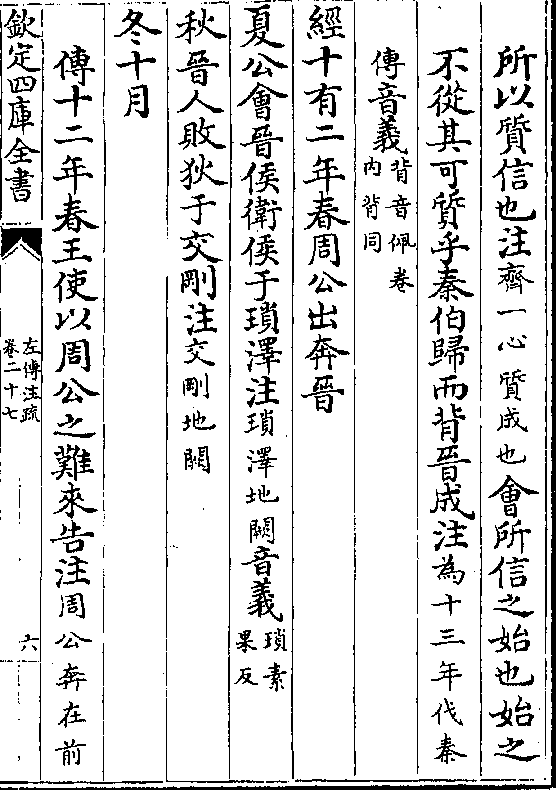 所以質信也注齊一心質成也會所信之始也始之
不從其可質乎秦伯歸而背晉成注為十三年伐秦
傳音義背音佩卷
內背同
經十有二年春周公出奔晉
夏公會晉侯衛侯于瑣澤注瑣澤地闕音義瑣素
果反
秋晉人敗狄于交剛注交剛地闕
冬十月
傳十二年春王使以周公之難來告注周公奔在前
欽定四庫全書
左傳注疏
卷二十七
六